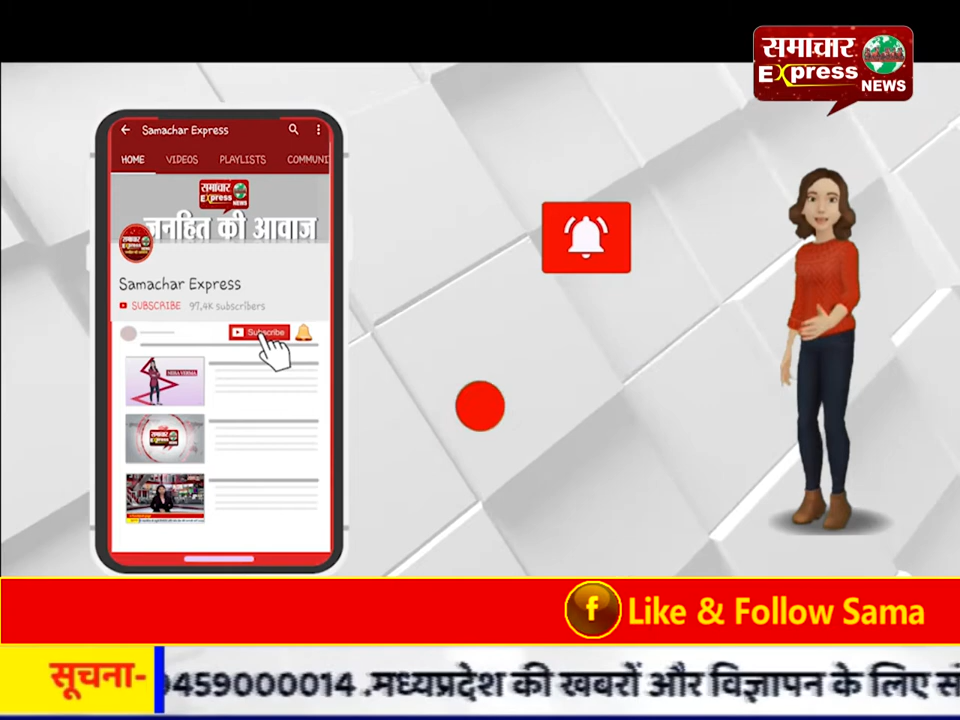 समाचार
Express
NEWS
Samachar Express
HOME VIDEOS PLAYLISTS COMMUNI
समाचार
Express
NEWS
जनहित की आवाज
Samachar Express
SUBSCRIBE 97.4K subscribers
Subscribe
समाचार
f Like & Follow Sama
सूचना- 9459000014 .मध्यप्रदेश की खबरों और विज्ञापन के लिए सं